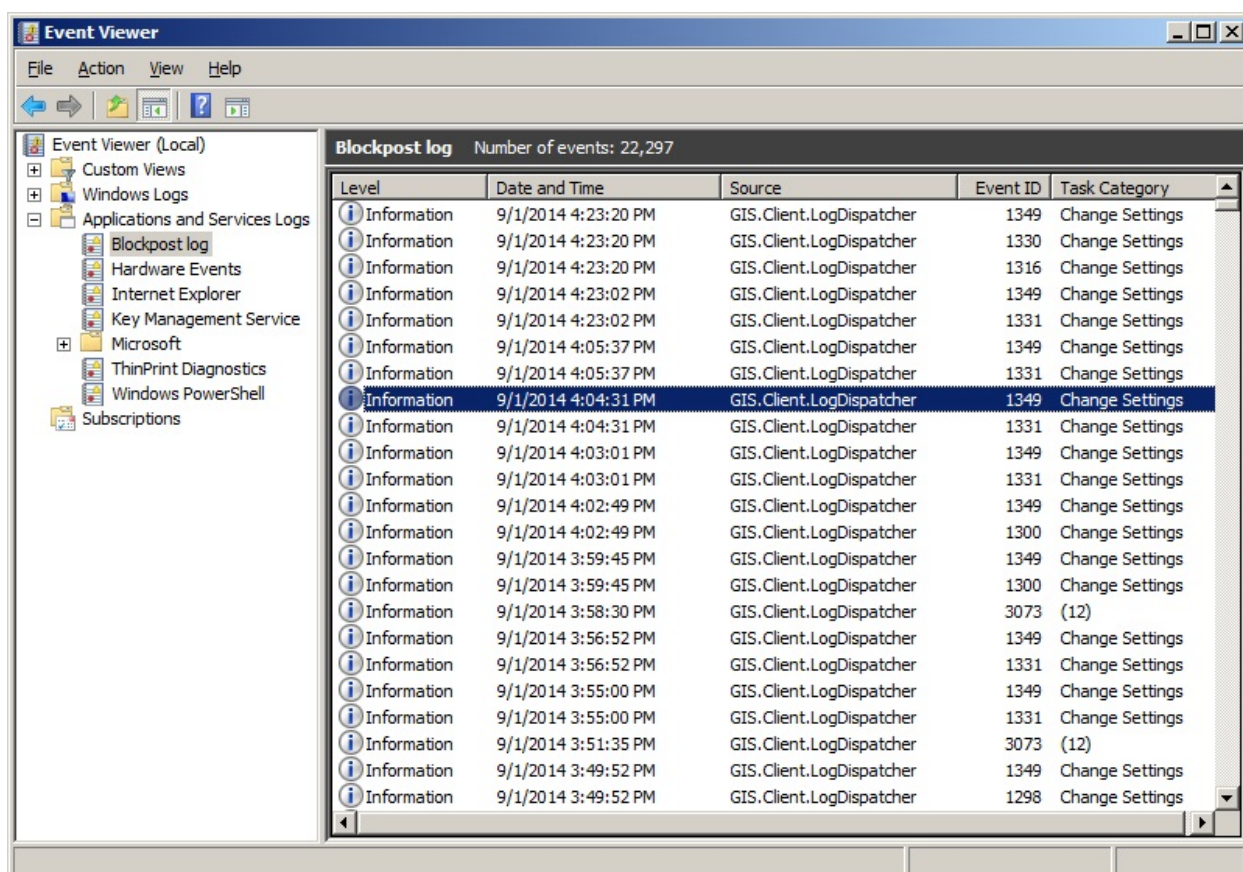 Event Viewer
File Action View Help
Event Viewer (Local)
Custom Views
Windows Logs
Applications and Services Logs
Blockpost log
Hardware Events
Internet Explorer
Key Management Service
Microsoft
ThinPrint Diagnostics
Windows PowerShell
Subscriptions
Blockpost log Number of events: 22,297
Level Date and Time Source Event ID Task Category
Information 9/1/2014 4:23:20 PM GIS.Client.LogDispatcher 1349 Change Settings
Information 9/1/2014 4:23:20 PM GIS.Client.LogDispatcher 1330 Change Settings
Information 9/1/2014 4:23:20 PM GIS.Client.LogDispatcher 1316 Change Settings
Information 9/1/2014 4:23:02 PM GIS.Client.LogDispatcher 1349 Change Settings
Information 9/1/2014 4:23:02 PM GIS.Client.LogDispatcher 1331 Change Settings
Information 9/1/2014 4:05:37 PM GIS.Client.LogDispatcher 1349 Change Settings
Information 9/1/2014 4:05:37 PM GIS.Client.LogDispatcher 1331 Change Settings
Information 9/1/2014 4:04:31 PM GIS.Client.LogDispatcher 1349 Change Settings
Information 9/1/2014 4:04:31 PM GIS.Client.LogDispatcher 1331 Change Settings
Information 9/1/2014 4:03:01 PM GIS.Client.LogDispatcher 1349 Change Settings
Information 9/1/2014 4:03:01 PM GIS.Client.LogDispatcher 1331 Change Settings
Information 9/1/2014 4:02:49 PM GIS.Client.LogDispatcher 1349 Change Settings
Information 9/1/2014 4:02:49 PM GIS.Client.LogDispatcher 1300 Change Settings
Information 9/1/2014 3:59:45 PM GIS.Client.LogDispatcher 1349 Change Settings
Information 9/1/2014 3:59:45 PM GIS.Client.LogDispatcher 1300 Change Settings
Information 9/1/2014 3:58:30 PM GIS.Client.LogDispatcher 3073 (12)
Information 9/1/2014 3:56:52 PM GIS.Client.LogDispatcher 1349 Change Settings
Information 9/1/2014 3:56:52 PM GIS.Client.LogDispatcher 1331 Change Settings
Information 9/1/2014 3:55:00 PM GIS.Client.LogDispatcher 1349 Change Settings
Information 9/1/2014 3:55:00 PM GIS.Client.LogDispatcher 1331 Change Settings
Information 9/1/2014 3:51:35 PM GIS.Client.LogDispatcher 3073 (12)
Information 9/1/2014 3:49:52 PM GIS.Client.LogDispatcher 1349 Change Settings
Information 9/1/2014 3:49:52 PM GIS.Client.LogDispatcher 1298 Change Settings